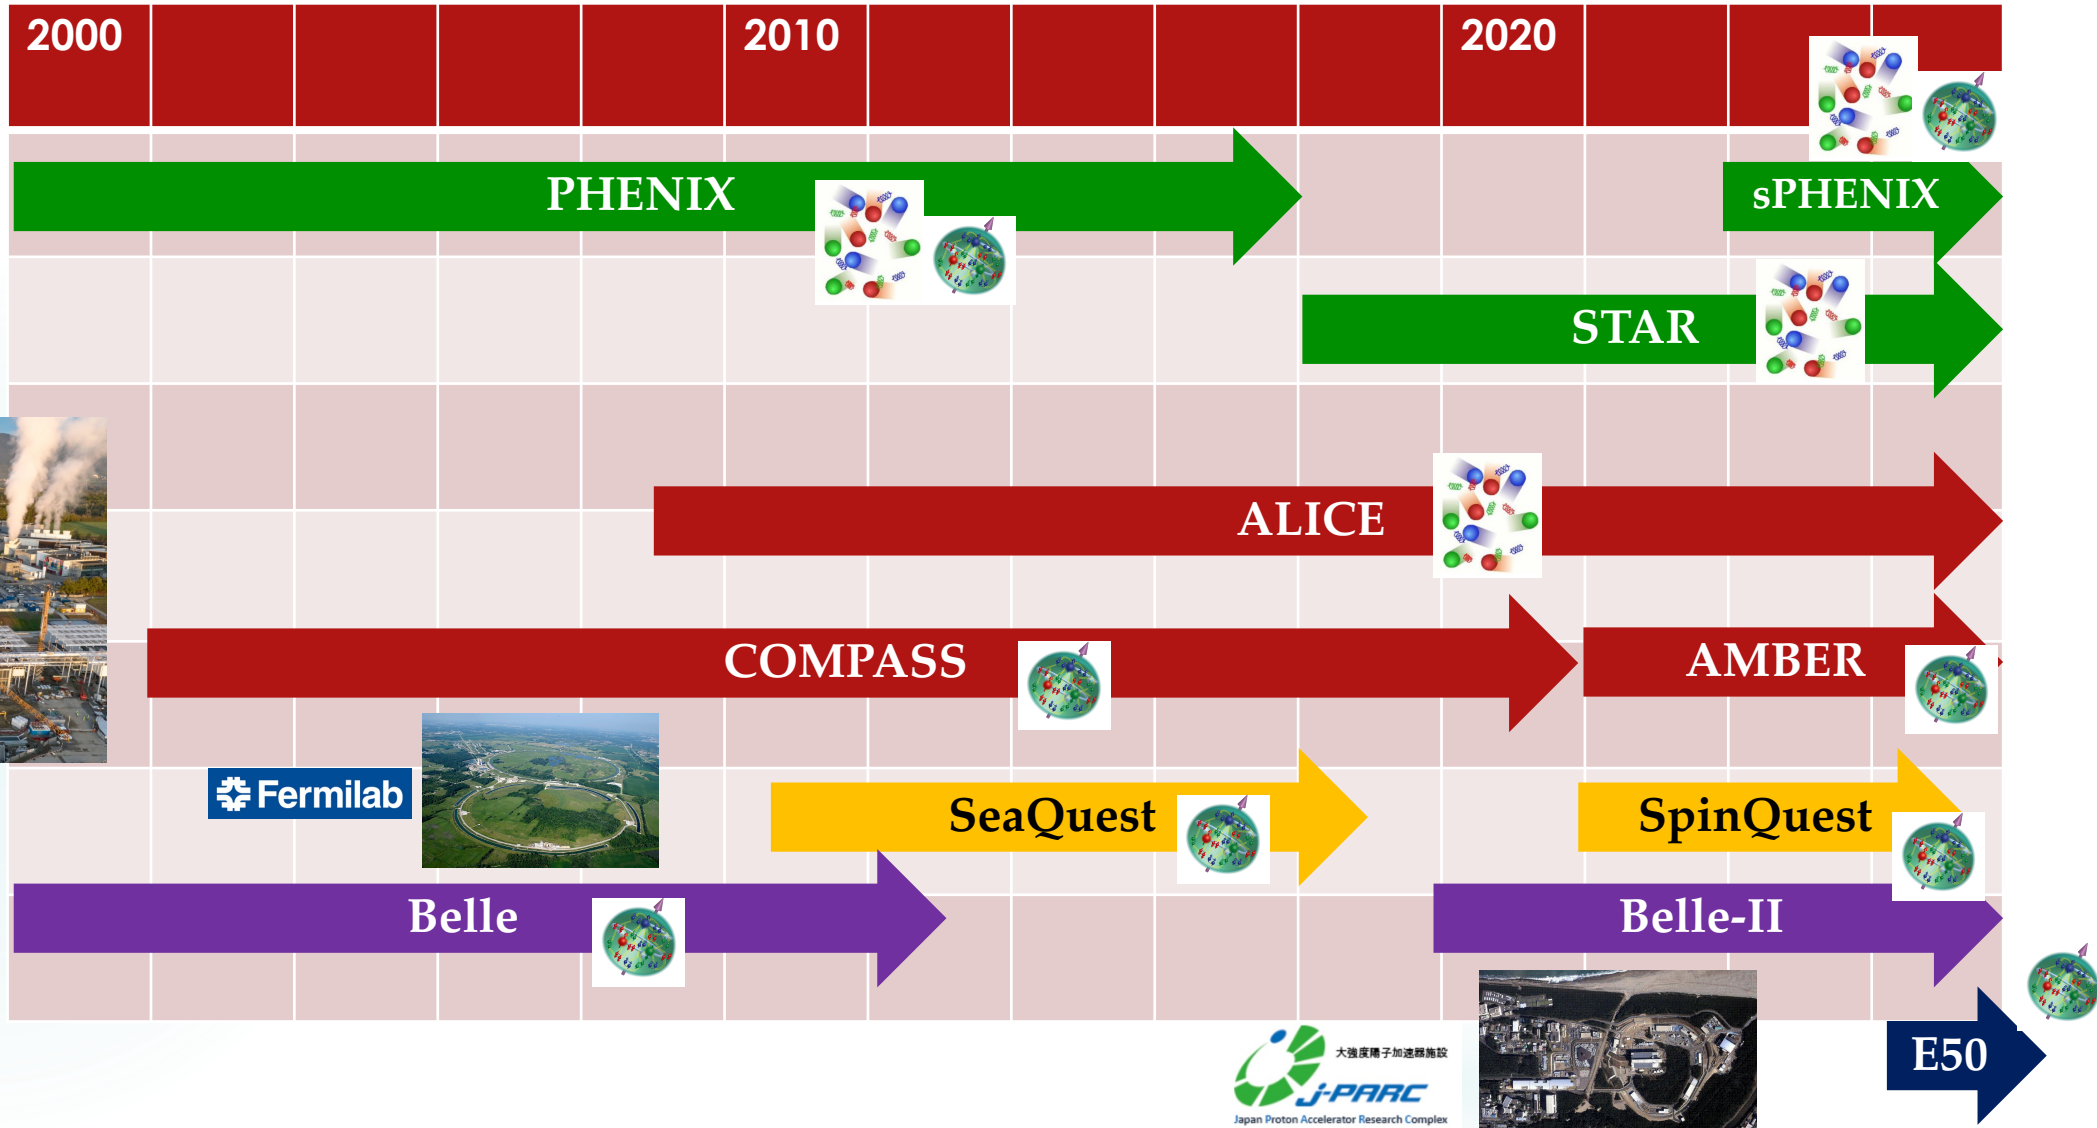 2000
2010
2020
PHENIX
sPHENIX
STAR
ALICE
COMPASS
AMBER
Fermilab
SeaQuest
SpinQuest
Belle
Belle-II
大強度陽子加速器施設
J-PARC
Japan Proton Accelerator Research Complex
E50